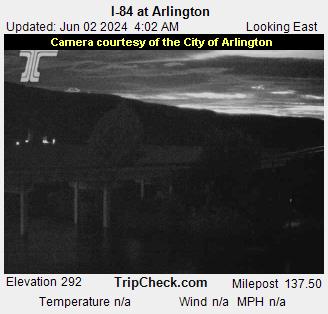 I-84 at Arlington
Updated: Jun 02 2024 4:02 AM Looking East
Camera courtesy of the City of Arlington
Elevation 292 TripCheck.com Milepost 137.50
Temperature n/a Wind n/a MPH n/a